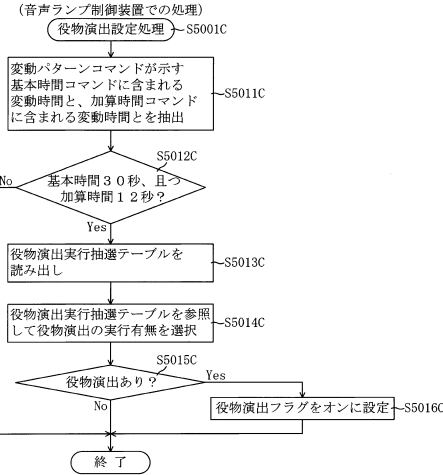 (音声ランプ制御装置での処理)
役物演出設定処理 S5001C
変動パターンコマンドが示す
基本時間コマンドに含まれる
変動時間と、加算時間コマンド
に含まれる変動時間とを抽出
S5011C
S5012C
No
基本時間30秒、且つ
加算時間12秒?
Yes
役物演出実行抽選テーブルを
読み出し
S5013C
役物演出実行抽選テーブルを参照
して役物演出の実行有無を選択
S5014C
S5015C
役物演出あり?
Yes
No
役物演出フラグをオンに設定 S5016C
終 了